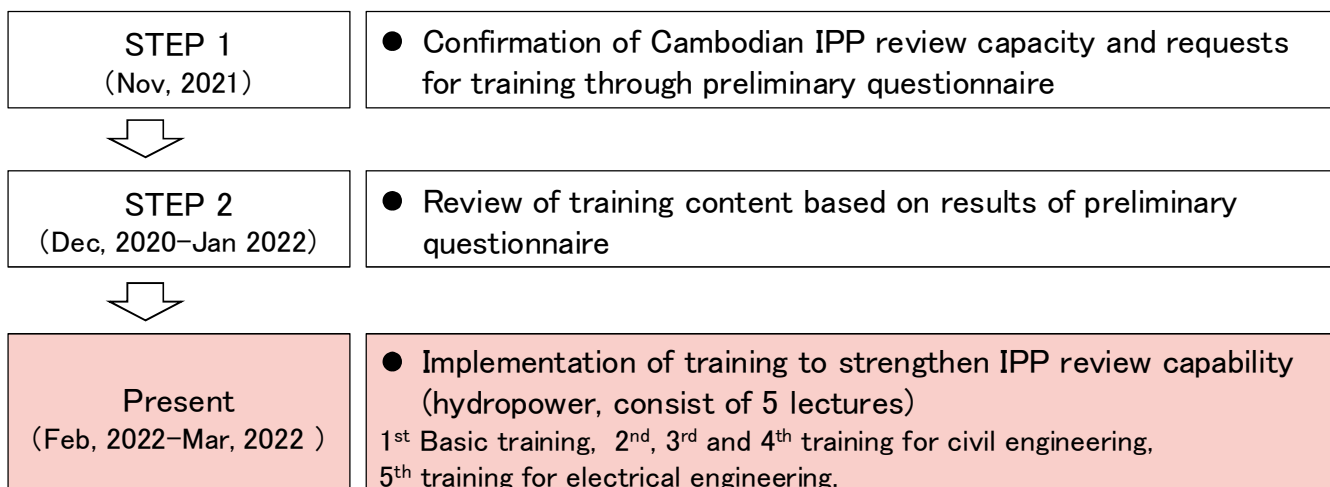 STEP 1
(Nov, 2021)
● Confirmation of Cambodian IPP review capacity and requests
for training through preliminary questionnaire
STEP 2
(Dec, 2020-Jan 2022)
● Review of training content based on results of preliminary
questionnaire
Present
(Feb, 2022-Mar, 2022 )
● Implementation of training to strengthen IPP review capability
(hydropower, consist of 5 lectures)
1st Basic training, 2nd, 3rd and 4th training for civil engineering,
5th training for electrical engineering.